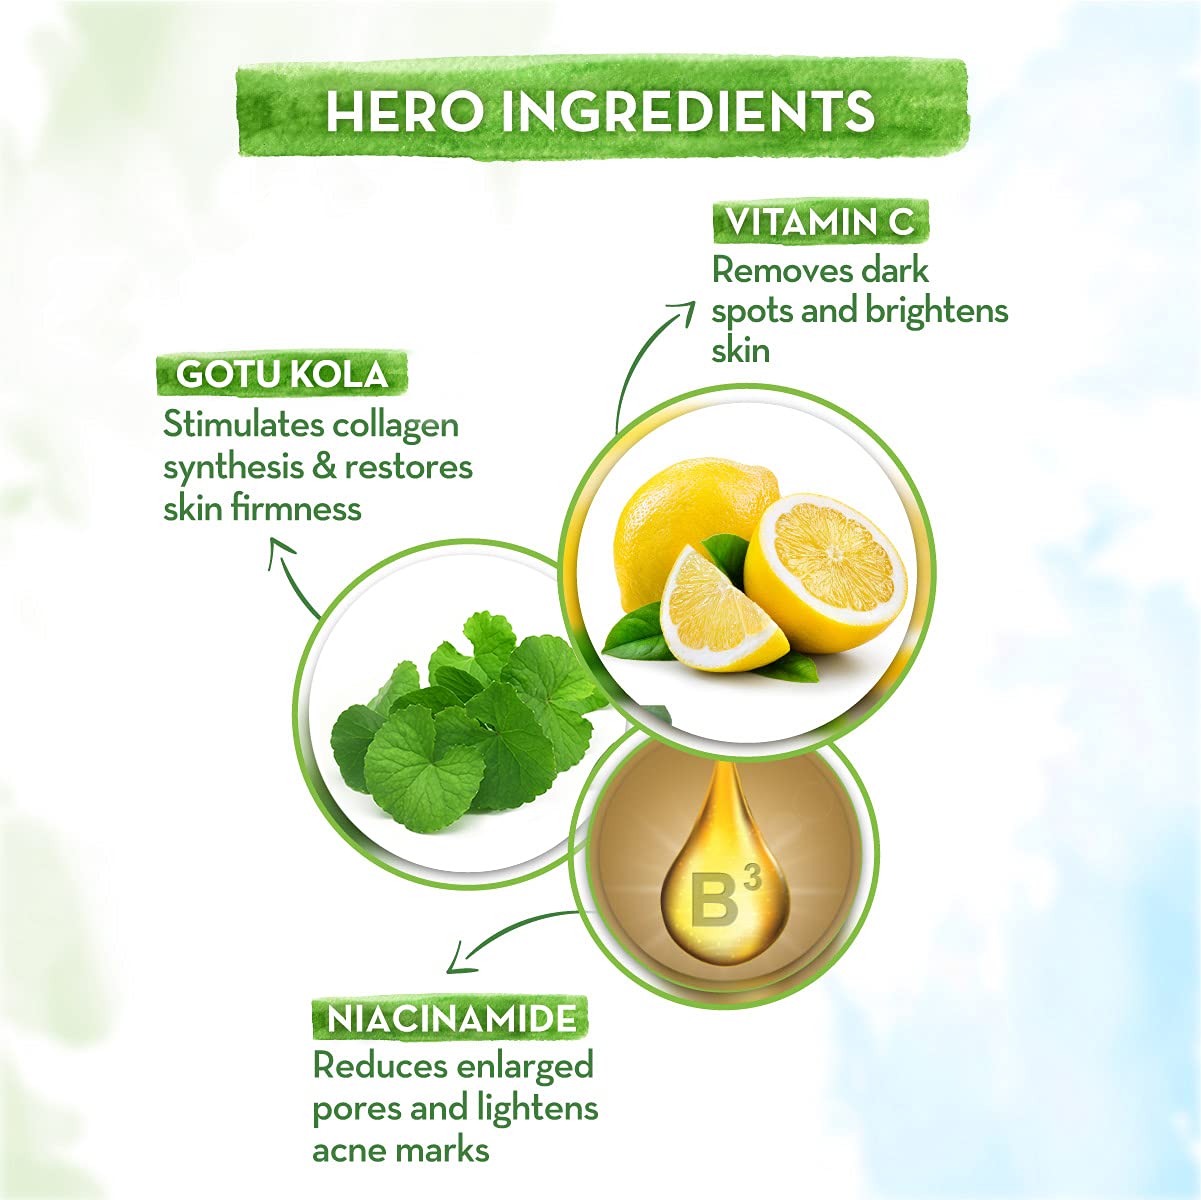 HERO INGREDIENTS
VITAMIN C
Removes dark
spots and brightens
skin
GOTU KOLA
Stimulates collagen
synthesis & restores
skin firmness
B³
NIACINAMIDE
Reduces enlarged
pores and lightens
acne marks